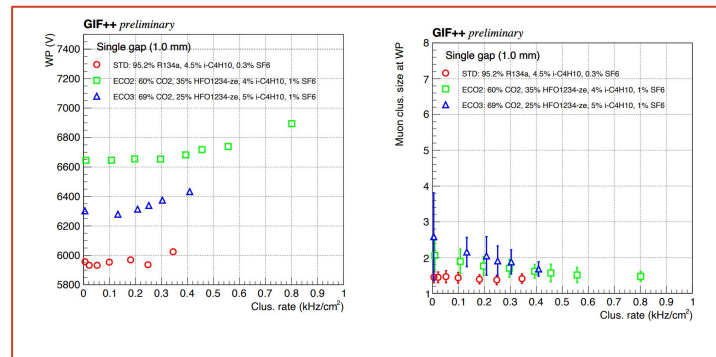 GIF++ preliminary
WP (V)
Single gap (1.0 mm)
STD: 95.2% R134a, 4.5% i-C4H10, 0.3% SF6
ECO2: 60% CO2, 35% HFO1234-ze, 4% i-C4H10, 1% SF6
ECO3: 69% CO2, 25% HFO1234-ze, 5% i-C4H10, 1% SF6
7400
7200
7000
6800
6600
6400
6200
6000
5800
0 0.1 0.2 0.3 0.4 0.5 0.6 0.7 0.8 0.9 1
Clus. rate (kHz/cm²)
GIF++ preliminary
Muon clus. size at WP
Single gap (1.0 mm)
STD: 95.2% R134a, 4.5% i-C4H10, 0.3% SF6
ECO2: 60% CO2, 35% HFO1234-ze, 4% i-C4H10, 1% SF6
ECO3: 69% CO2, 25% HFO1234-ze, 5% i-C4H10, 1% SF6
8
7
6
5
4
3
2
1
0 0.1 0.2 0.3 0.4 0.5 0.6 0.7 0.8 0.9 1
Clus. rate (kHz/cm²)